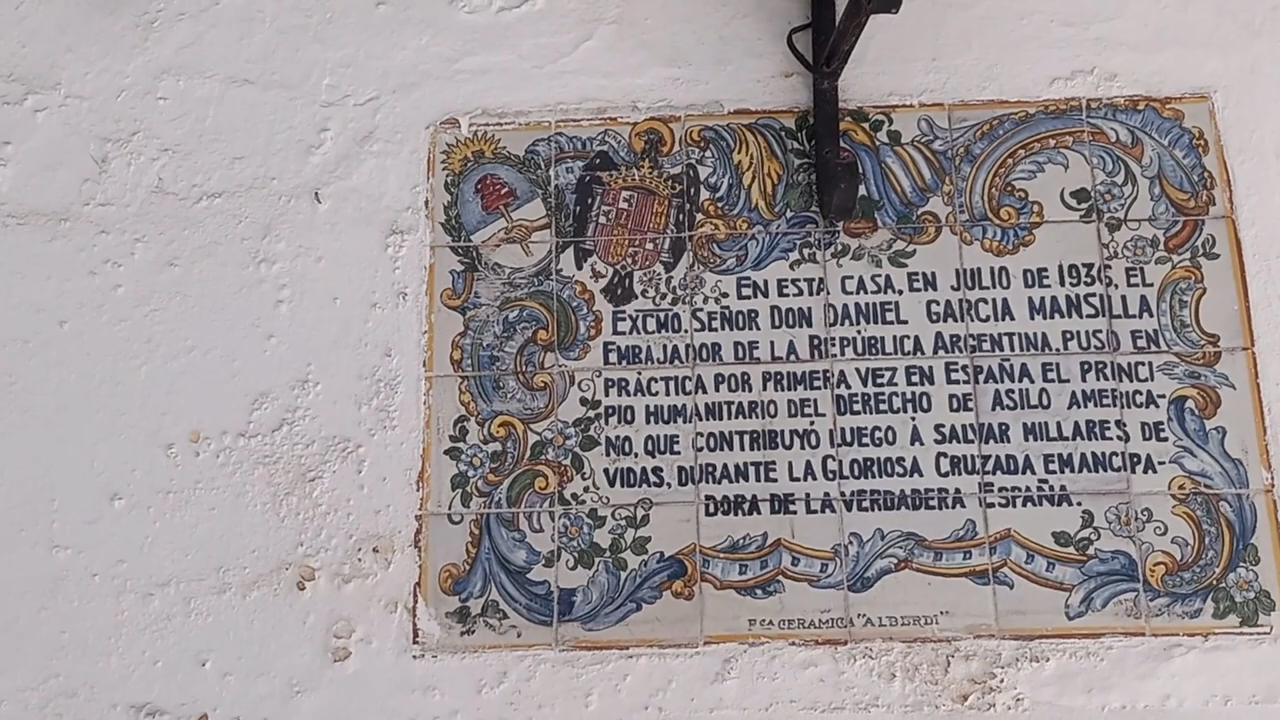 EN ESTA CASA, EN JULIO DE 1936, EL
EXCMO. SEÑOR DON DANIEL GARCIA MANSILLA
EMBAJADOR DE LA REPÚBLICA ARGENTINA, PUSO EN
PRÀCTICA POR PRIMERA VEZ EN ESPAÑA EL PRINCI-
PIO HUMANITARIO DEL DERECHO DE ASILO AMERICA-
NO, QUE CONTRIBUYÓ LUEGO À SALVAR MILLARES DE
VIDAS, DURANTE LA GLORIOSA CRUZADA EMANCIPA-
DORA DE LA VERDADERA ESPAÑA.
FCA CERAMICA "ALBERDI"